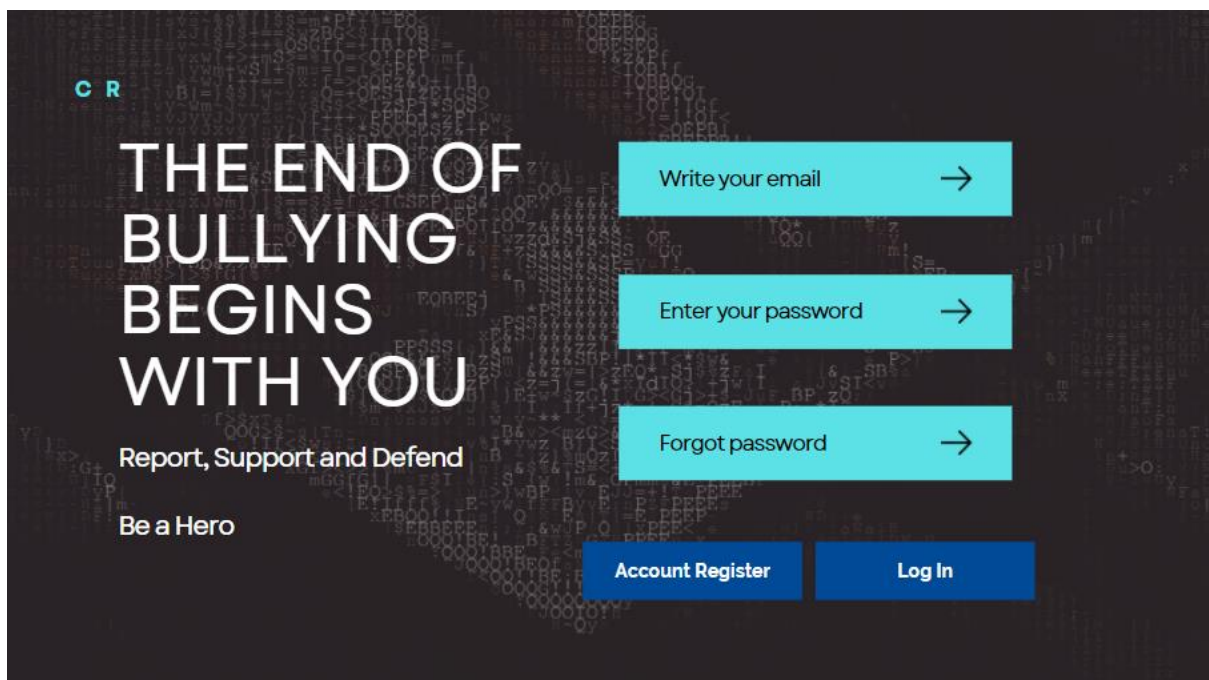 C R
THE END OF
BULLYING
BEGINS
WITH YOU
Report, Support and Defend
Be a Hero
Write your email
Enter your password
Forgot password
Account Register
Log In